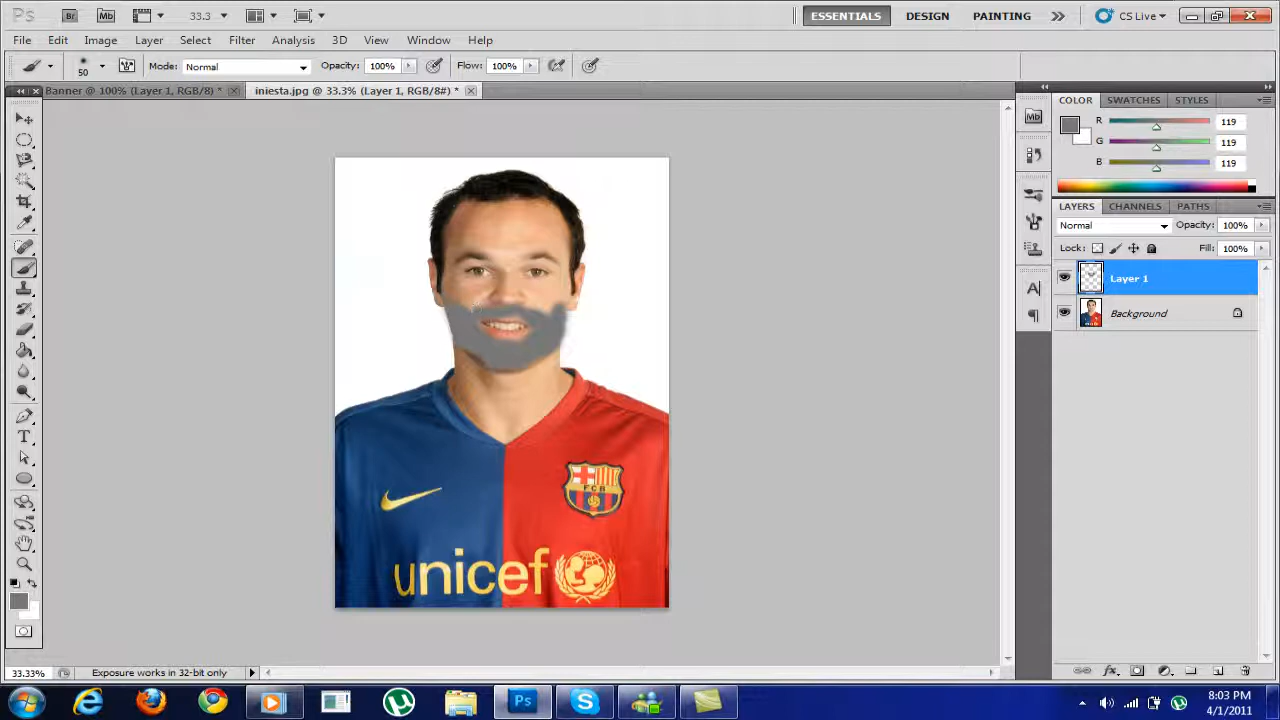 Ps Br Mb 33.3 ESSENTIALS DESIGN PAINTING CS Live
File Edit Image Layer Select Filter Analysis 3D View Window Help
50 Mode: Normal Opacity: 100% Flow: 100%
Banner @ 100% (Layer 1, RGB/8) * iniesta.jpg @ 33.3% (Layer 1, RGB/8#) *
COLOR SWATCHES STYLES
Mb
R 119
G 119
B 119
LAYERS CHANNELS PATHS
Normal Opacity: 100%
Lock: Fill: 100%
Layer 1
Background
FCB
unicef
33.33% Exposure works in 32-bit only
Ps
8:03 PM
4/1/2011